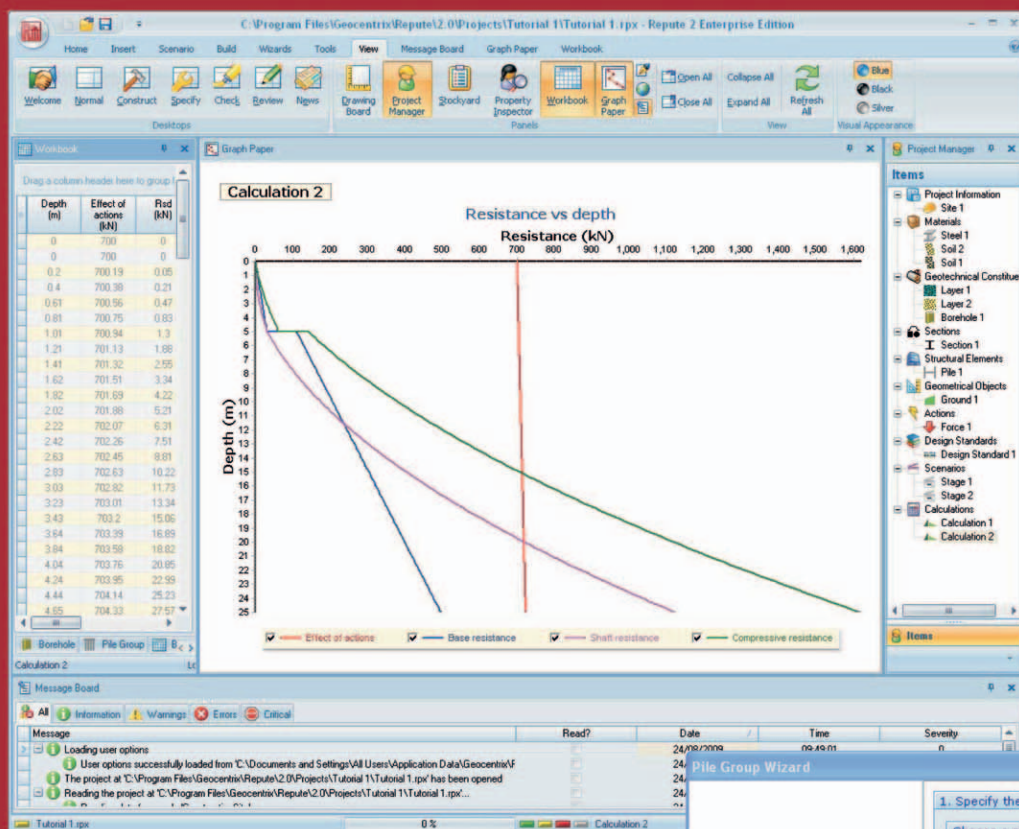 C:\Program Files\Geocentrix\Repute\2.0\Projects\Tutorial 1\Tutorial 1.rpx - Repute 2 Enterprise Edition
Home Insert Scenario Build Wizards Tools View Message Board Graph Paper Workbook
Welcome Normal Construct Specify Check Review News
Desktops
Drawing Board Project Manager Stockyard Property Inspector Workbook Graph Paper
Panels
Open All
Close All
Collapse All
Expand All
Refresh All
View
Blue
Black
Silver
Visual Appearance
Workbook
Drag a column header here to group
Depth (m) Effect of actions (kN) Rsd (kN)
0 700 0
0 700 0
0.2 700.19 0.05
0.4 700.38 0.21
0.61 700.56 0.47
0.81 700.75 0.83
1.01 700.94 1.3
1.21 701.13 1.88
1.41 701.32 2.55
1.62 701.51 3.34
1.82 701.69 4.22
2.02 701.88 5.21
2.22 702.07 6.31
2.42 702.26 7.51
2.63 702.45 8.81
2.83 702.63 10.22
3.03 702.82 11.73
3.23 703.01 13.34
3.43 703.2 15.06
3.64 703.39 16.89
3.84 703.58 18.82
4.04 703.76 20.85
4.24 703.95 22.99
4.44 704.14 25.23
4.65 704.33 27.57
Borehole Pile Group B
Calculation 2
Graph Paper
Calculation 2
Resistance vs depth
Resistance (kN)
0 100 200 300 400 500 600 700 800 900 1,000 1,100 1,200 1,300 1,400 1,500 1,600
Depth (m)
0
1
2
3
4
5
6
7
8
9
10
11
12
13
14
15
16
17
18
19
20
21
22
23
24
25
Effect of actions Base resistance Shaft resistance Compressive resistance
Project Manager
Items
Project Information
Site 1
Materials
Steel 1
Soil 2
Soil 1
Geotechnical Constitue
Layer 1
Layer 2
Borehole 1
Sections
Section 1
Structural Elements
Pile 1
Geometrical Objects
Ground 1
Actions
Force 1
Design Standards
Design Standard 1
Scenarios
Stage 1
Stage 2
Calculations
Calculation 1
Calculation 2
Items
Message Board
All Information Warnings Errors Critical
Message Read? Date Time Severity
Loading user options 24/08/2009 09:49:01 0
User options successfully loaded from 'C:\Documents and Settings\All Users\Application Data\Geocentrix\F 24/
The project at 'C:\Program Files\Geocentrix\Repute\2.0\Projects\Tutorial 1\Tutorial 1.rpx' has been opened 24/
Reading the project at 'C:\Program Files\Geocentrix\Repute\2.0\Projects\Tutorial 1\Tutorial 1.rpx'... 24/
Tutorial 1.rpx 0 % Calculation 2
Pile Group Wizard
1. Specify the